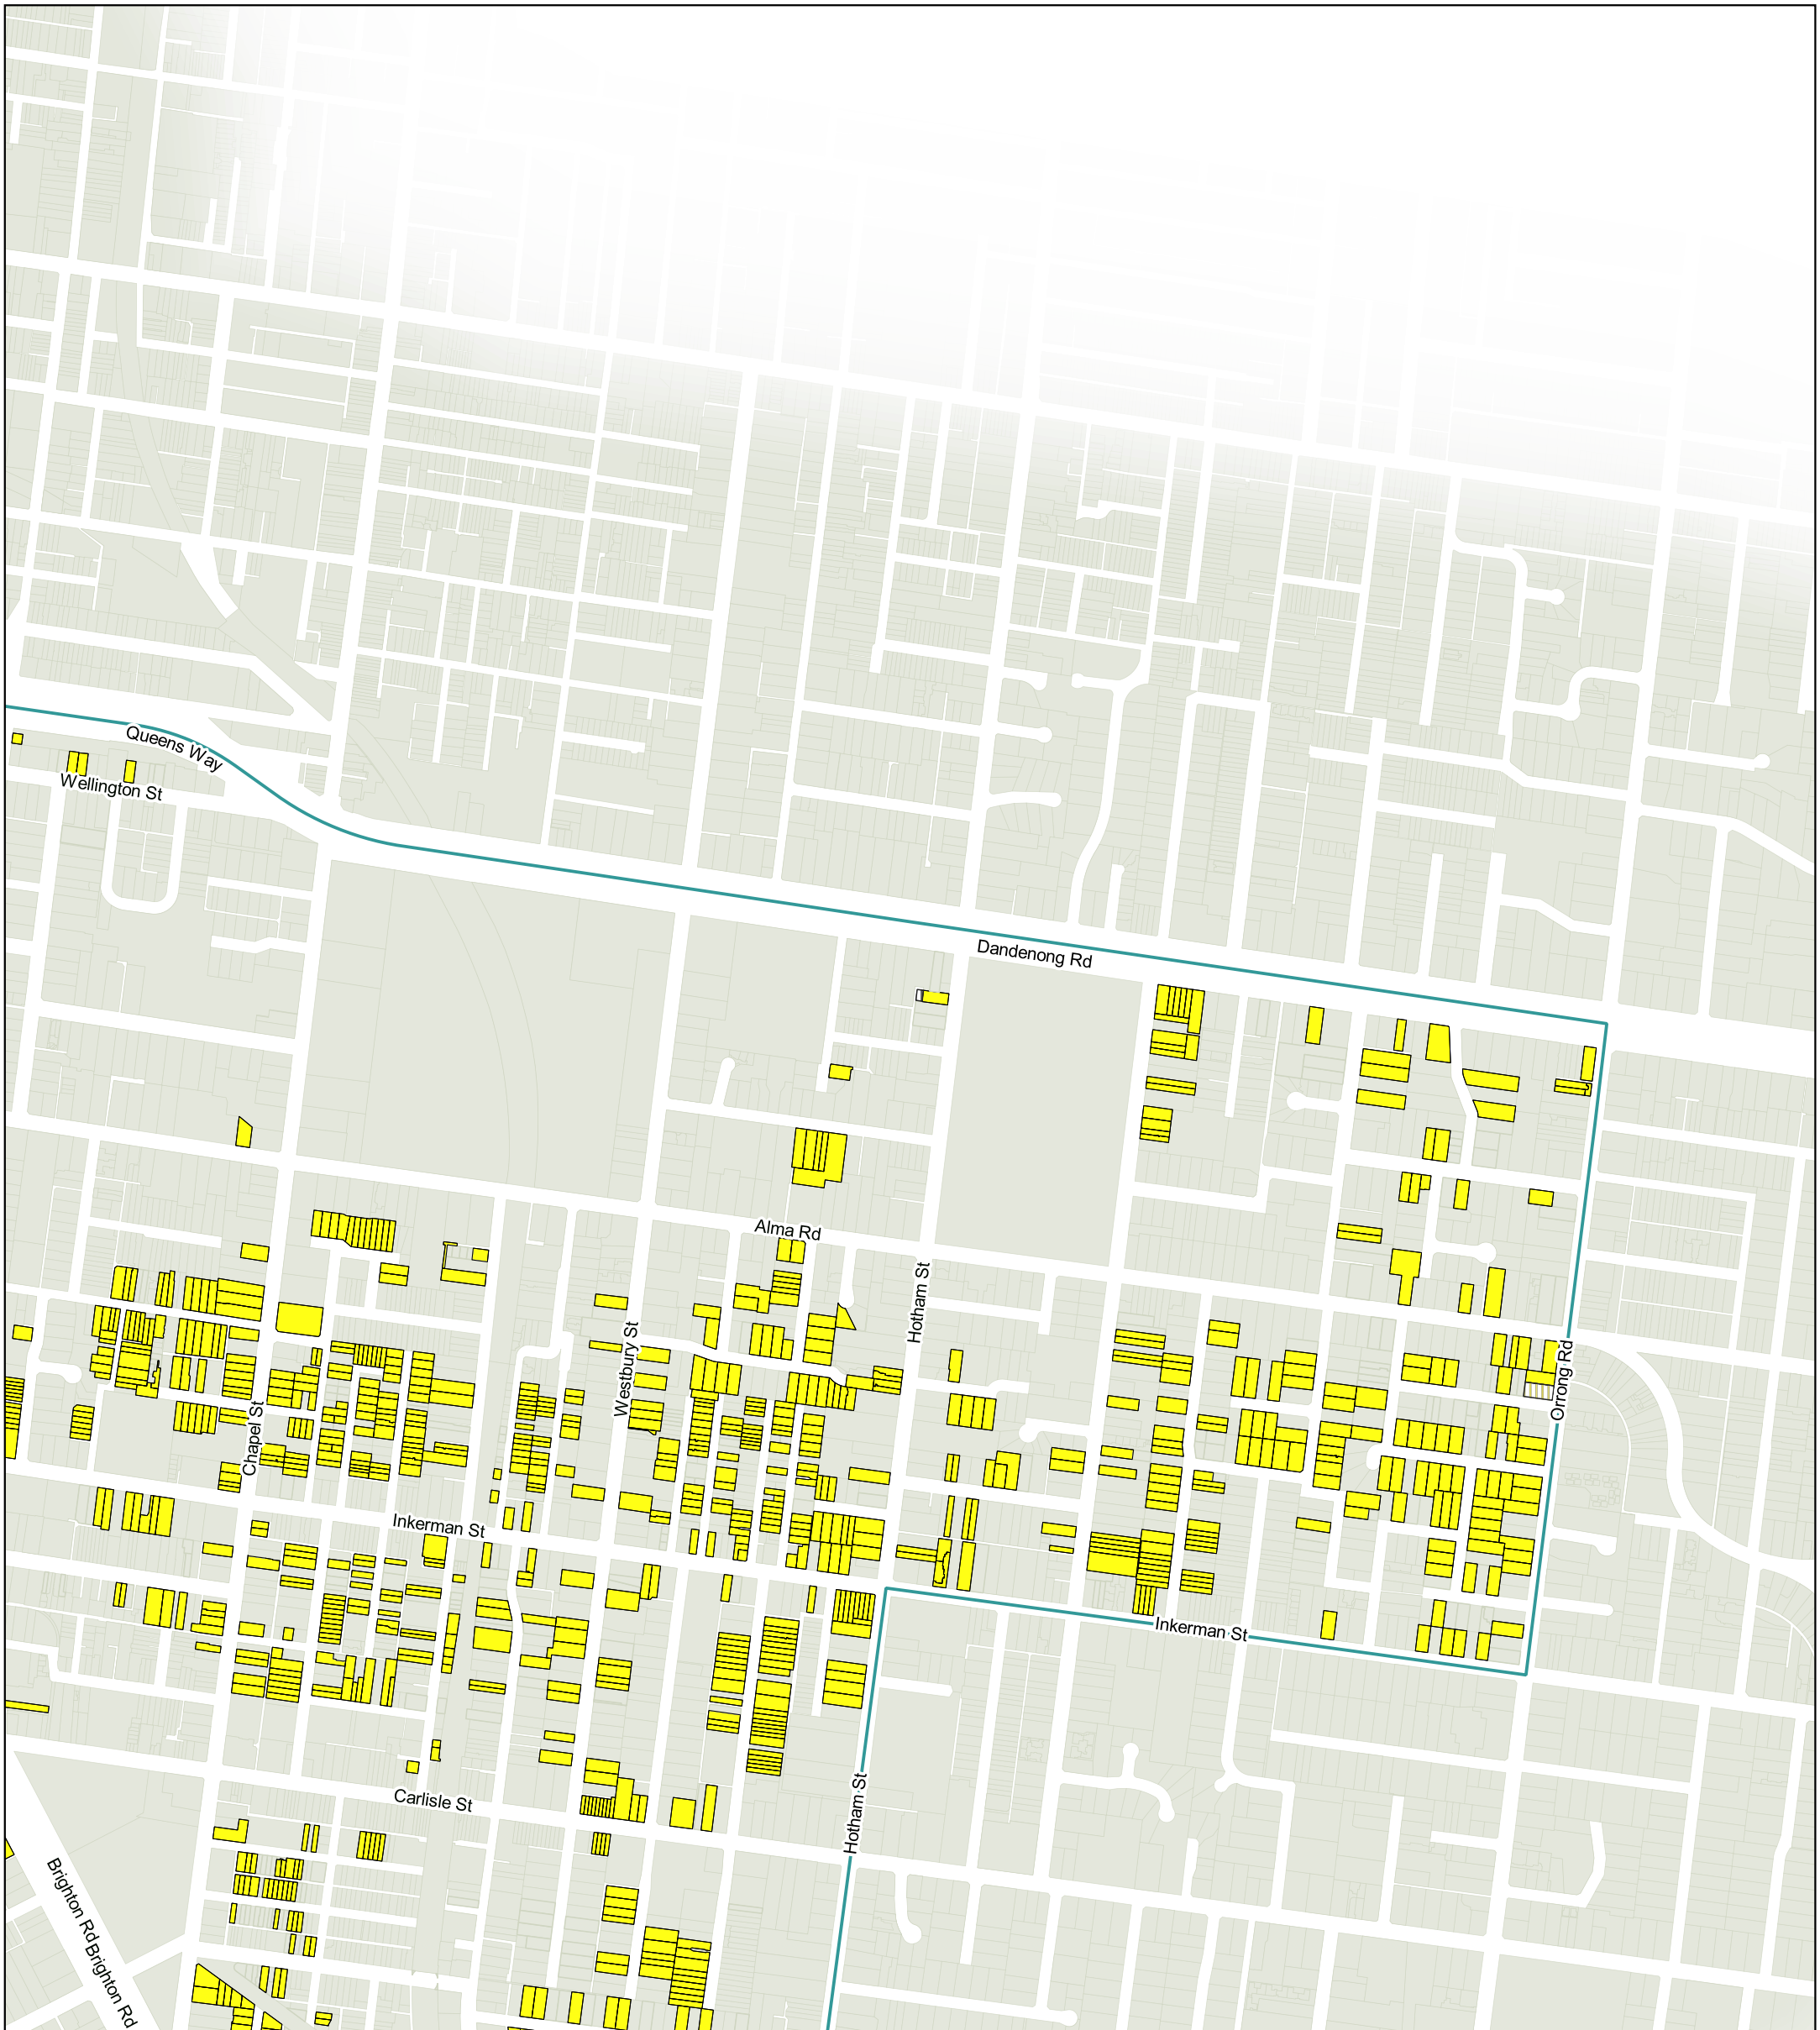 Queens Way
Wellington St
Dandenong Rd
Alma Rd
Hotham St
Westbury St
Orrong Rd
Chapel St
Inkerman St
Inkerman St
Carlisle St
Hotham St
Brighton Rd
Brighton Rd